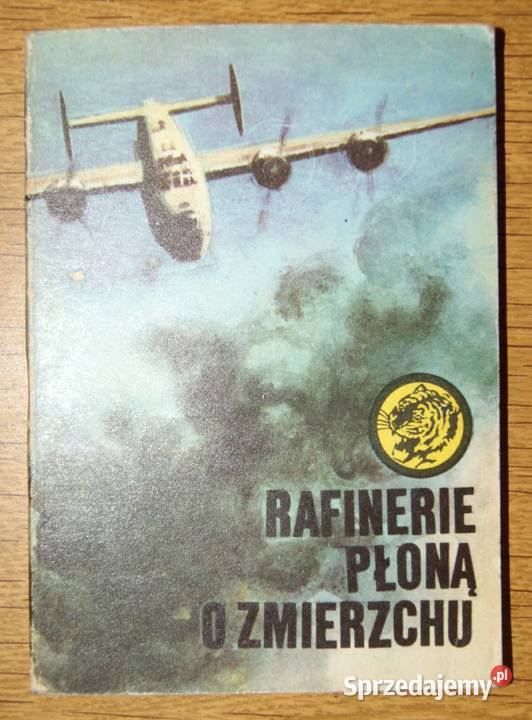 RAFINERIE
PŁONĄ
O ZMIERZCHU
Sprzedajemy.pl